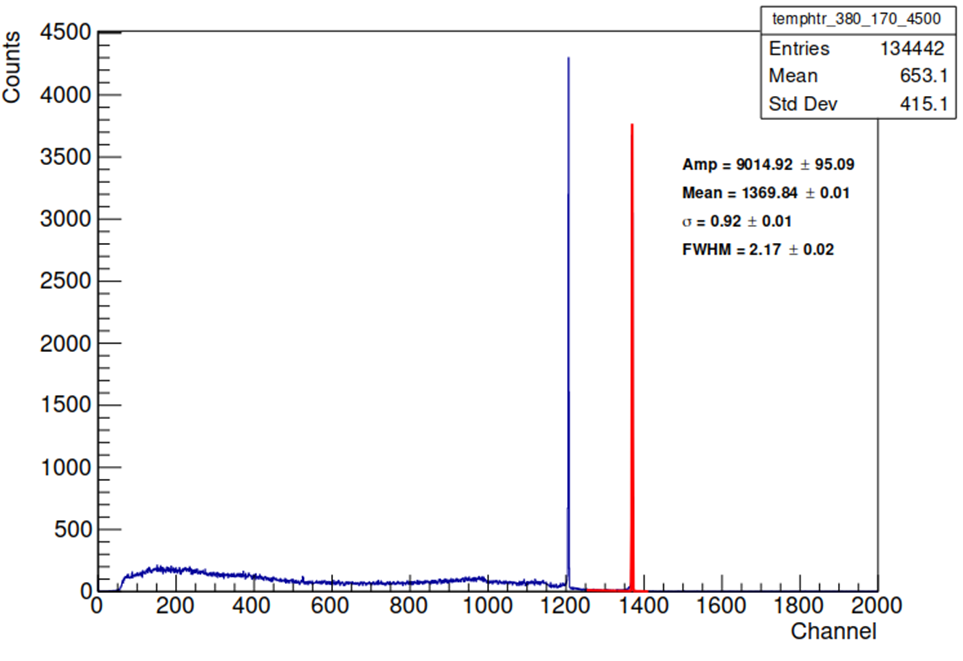 temphtr_380_170_4500
Entries 134442
Mean 653.1
Std Dev 415.1
Counts
4500
4000
3500
3000
2500
2000
1500
1000
500
0
Amp = 9014.92 ± 95.09
Mean = 1369.84 ± 0.01
σ = 0.92 ± 0.01
FWHM = 2.17 ± 0.02
0 200 400 600 800 1000 1200 1400 1600 1800 2000
Channel